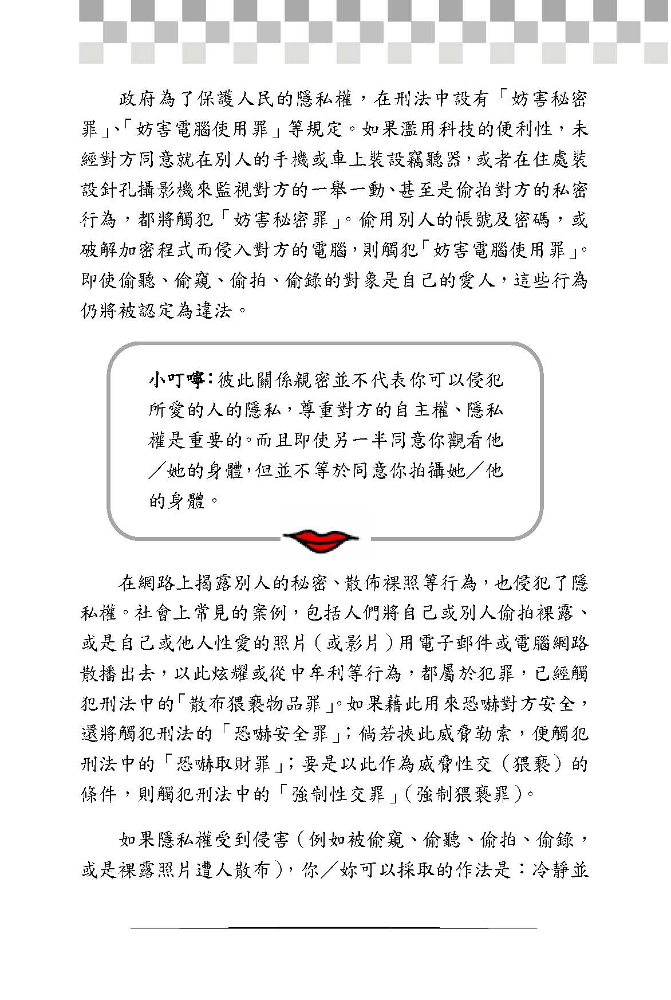 政府為了保護人民的隱私權，在刑法中設有「妨害秘密
罪」、「妨害電腦使用罪」等規定。如果濫用科技的便利性，未
經對方同意就在別人的手機或車上裝設竊聽器，或者在住處裝
設針孔攝影機來監視對方的一舉一動、甚至是偷拍對方的私密
行為，都將觸犯「妨害秘密罪」。偷用別人的帳號及密碼，或
破解加密程式而侵入對方的電腦，則觸犯「妨害電腦使用罪」。
即使偷聽、偷窺、偷拍、偷錄的對象是自己的愛人，這些行為
仍將被認定為違法。
小叮嚀：彼此關係親密並不代表你可以侵犯
所愛的人的隱私，尊重對方的自主權、隱私
權是重要的。而且即使另一半同意你觀看他
／她的身體，但並不等於同意你拍攝她／他
的身體。
在網路上揭露別人的秘密、散佈裸照等行為，也侵犯了隱
私權。社會上常見的案例，包括人們將自己或別人偷拍裸露、
或是自己或他人性愛的照片（或影片）用電子郵件或電腦網路
散播出去，以此炫耀或從中牟利等行為，都屬於犯罪，已經觸
犯刑法中的「散布猥褻物品罪」。如果藉此用來恐嚇對方安全，
還將觸犯刑法的「恐嚇安全罪」；倘若挾此威脅勒索，便觸犯
刑法中的「恐嚇取財罪」；要是以此作為威脅性交（猥褻）的
條件，則觸犯刑法中的「強制性交罪」（強制猥褻罪）。
如果隱私權受到侵害（例如被偷窺、偷聽、偷拍、偷錄，
或是裸露照片遭人散布），你／妳可以採取的作法是：冷靜並